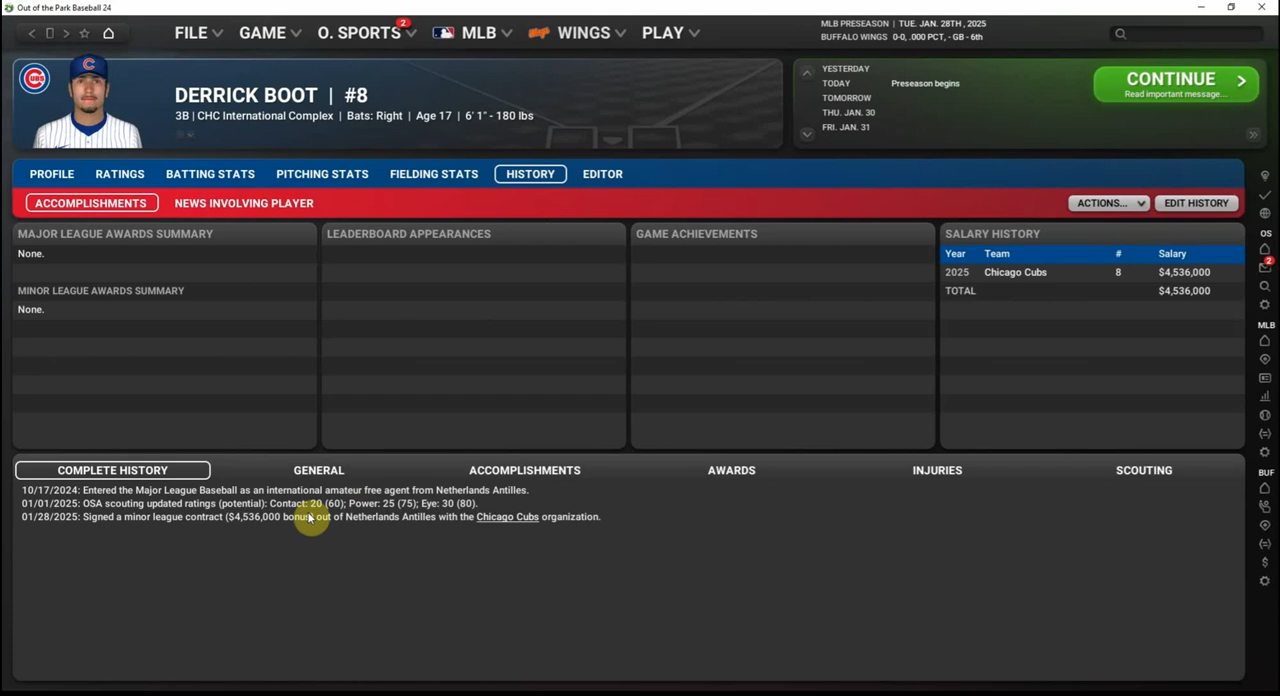 Out of the Park Baseball 24
FILE GAME O. SPORTS 2 MLB WINGS PLAY
MLB PRESEASON | TUE. JAN. 28TH , 2025
BUFFALO WINGS 0-0, .000 PCT, - GB - 6th
DERRICK BOOT | #8
3B | CHC International Complex | Bats: Right | Age 17 | 6' 1" - 180 lbs
YESTERDAY
TODAY Preseason begins
TOMORROW
THU. JAN. 30
FRI. JAN. 31
CONTINUE
Read important message...
PROFILE RATINGS BATTING STATS PITCHING STATS FIELDING STATS HISTORY EDITOR
ACCOMPLISHMENTS NEWS INVOLVING PLAYER ACTIONS... EDIT HISTORY
MAJOR LEAGUE AWARDS SUMMARY
None.
MINOR LEAGUE AWARDS SUMMARY
None.
LEADERBOARD APPEARANCES
GAME ACHIEVEMENTS
SALARY HISTORY
Year Team # Salary
2025 Chicago Cubs 8 $4,536,000
TOTAL $4,536,000
COMPLETE HISTORY GENERAL ACCOMPLISHMENTS AWARDS INJURIES SCOUTING
10/17/2024: Entered the Major League Baseball as an international amateur free agent from Netherlands Antilles.
01/01/2025: OSA scouting updated ratings (potential): Contact: 20 (60); Power: 25 (75); Eye: 30 (80).
01/28/2025: Signed a minor league contract ($4,536,000 bonus) out of Netherlands Antilles with the Chicago Cubs organization.
OS
2
MLB
BUF